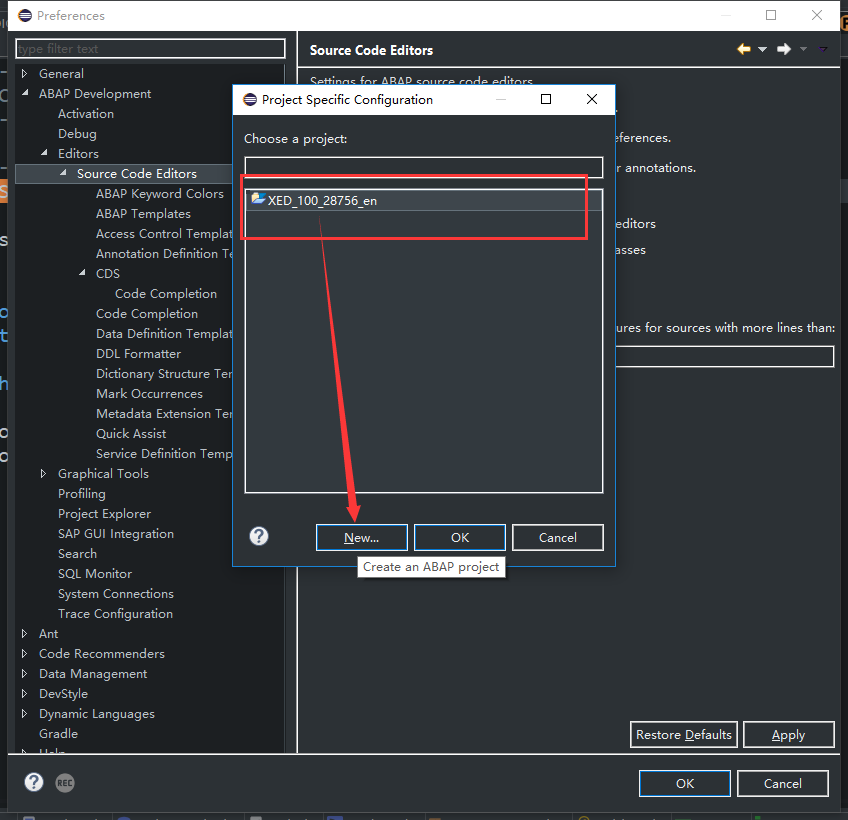 Preferences
type filter text
General
ABAP Development
Activation
Debug
Editors
Source Code Editors
ABAP Keyword Colors
ABAP Templates
Access Control Templat
Annotation Definition Te
CDS
Code Completion
Code Completion
Data Definition Templat
DDL Formatter
Dictionary Structure Ter
Mark Occurrences
Metadata Extension Ter
Quick Assist
Service Definition Temp
Graphical Tools
Profiling
Project Explorer
SAP GUI Integration
Search
SQL Monitor
System Connections
Trace Configuration
Ant
Code Recommenders
Data Management
DevStyle
Dynamic Languages
Gradle
Help
Source Code Editors
Settings for ABAP source code editors
eferences.
r annotations.
editors
asses
ures for sources with more lines than:
Project Specific Configuration
Choose a project:
XED_100_28756_en
New...
OK
Cancel
Create an ABAP project
Restore Defaults
Apply
REC
OK
Cancel